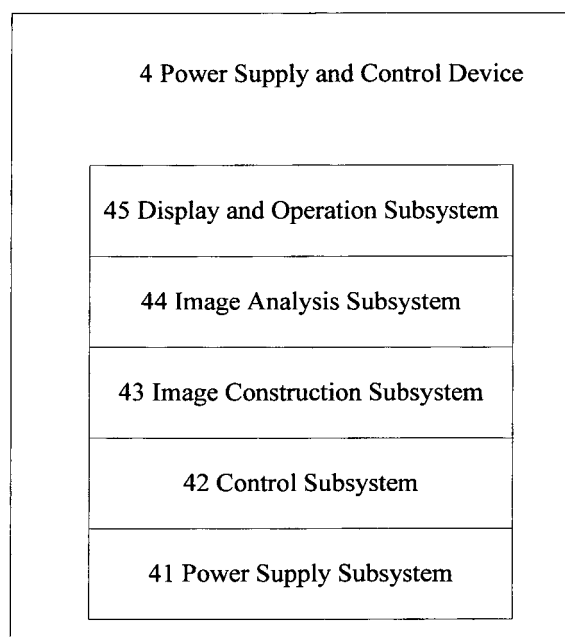 4 Power Supply and Control Device
45 Display and Operation Subsystem
44 Image Analysis Subsystem
43 Image Construction Subsystem
42 Control Subsystem
41 Power Supply Subsystem